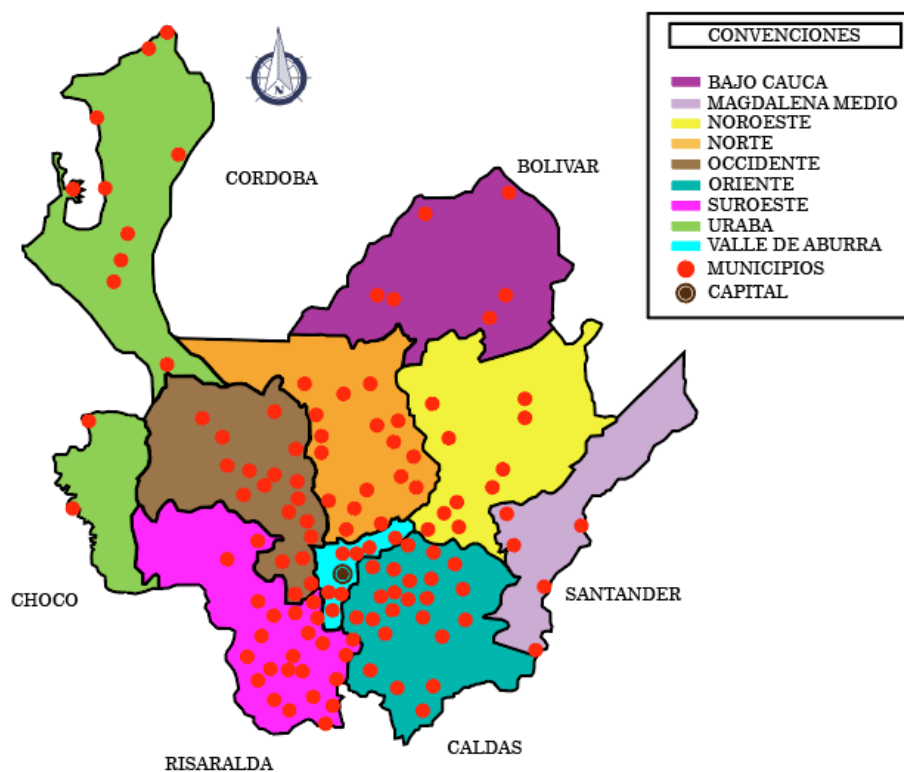 CONVENCIONES
BAJO CAUCA
MAGDALENA MEDIO
NOROESTE
NORTE
OCCIDENTE
ORIENTE
SUROESTE
URABA
VALLE DE ABURRA
MUNICIPIOS
CAPITAL
N
CORDOBA
BOLIVAR
CHOCO
SANTANDER
RISARALDA
CALDAS